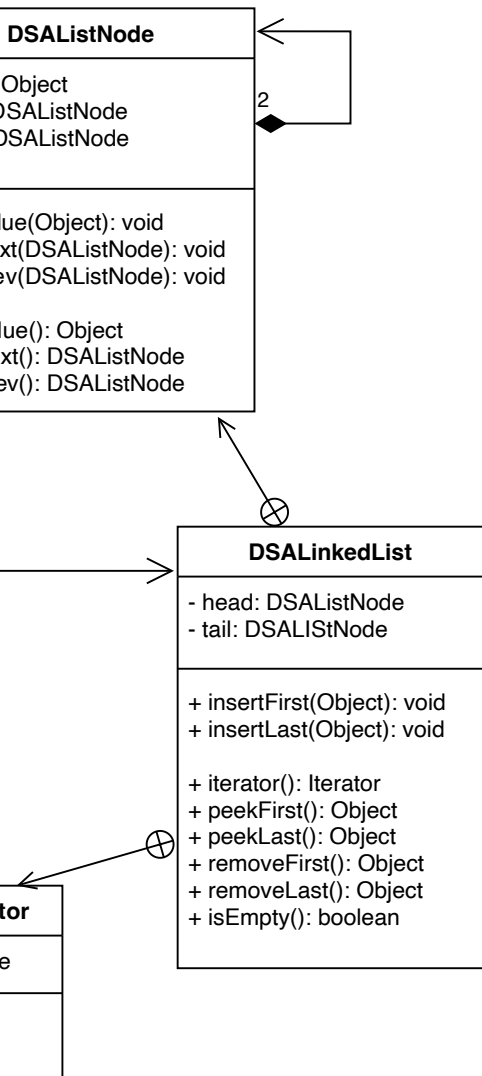 DSAListNode
Object
DSAListNode
DSAListNode
2
lue(Object): void
xt(DSAListNode): void
ev(DSAListNode): void
lue(): Object
xt(): DSAListNode
ev(): DSAListNode
DSALinkedList
- head: DSAListNode
- tail: DSALIStNode
+ insertFirst(Object): void
+ insertLast(Object): void
+ iterator(): Iterator
+ peekFirst(): Object
+ peekLast(): Object
+ removeFirst(): Object
+ removeLast(): Object
+ isEmpty(): boolean
tor
e